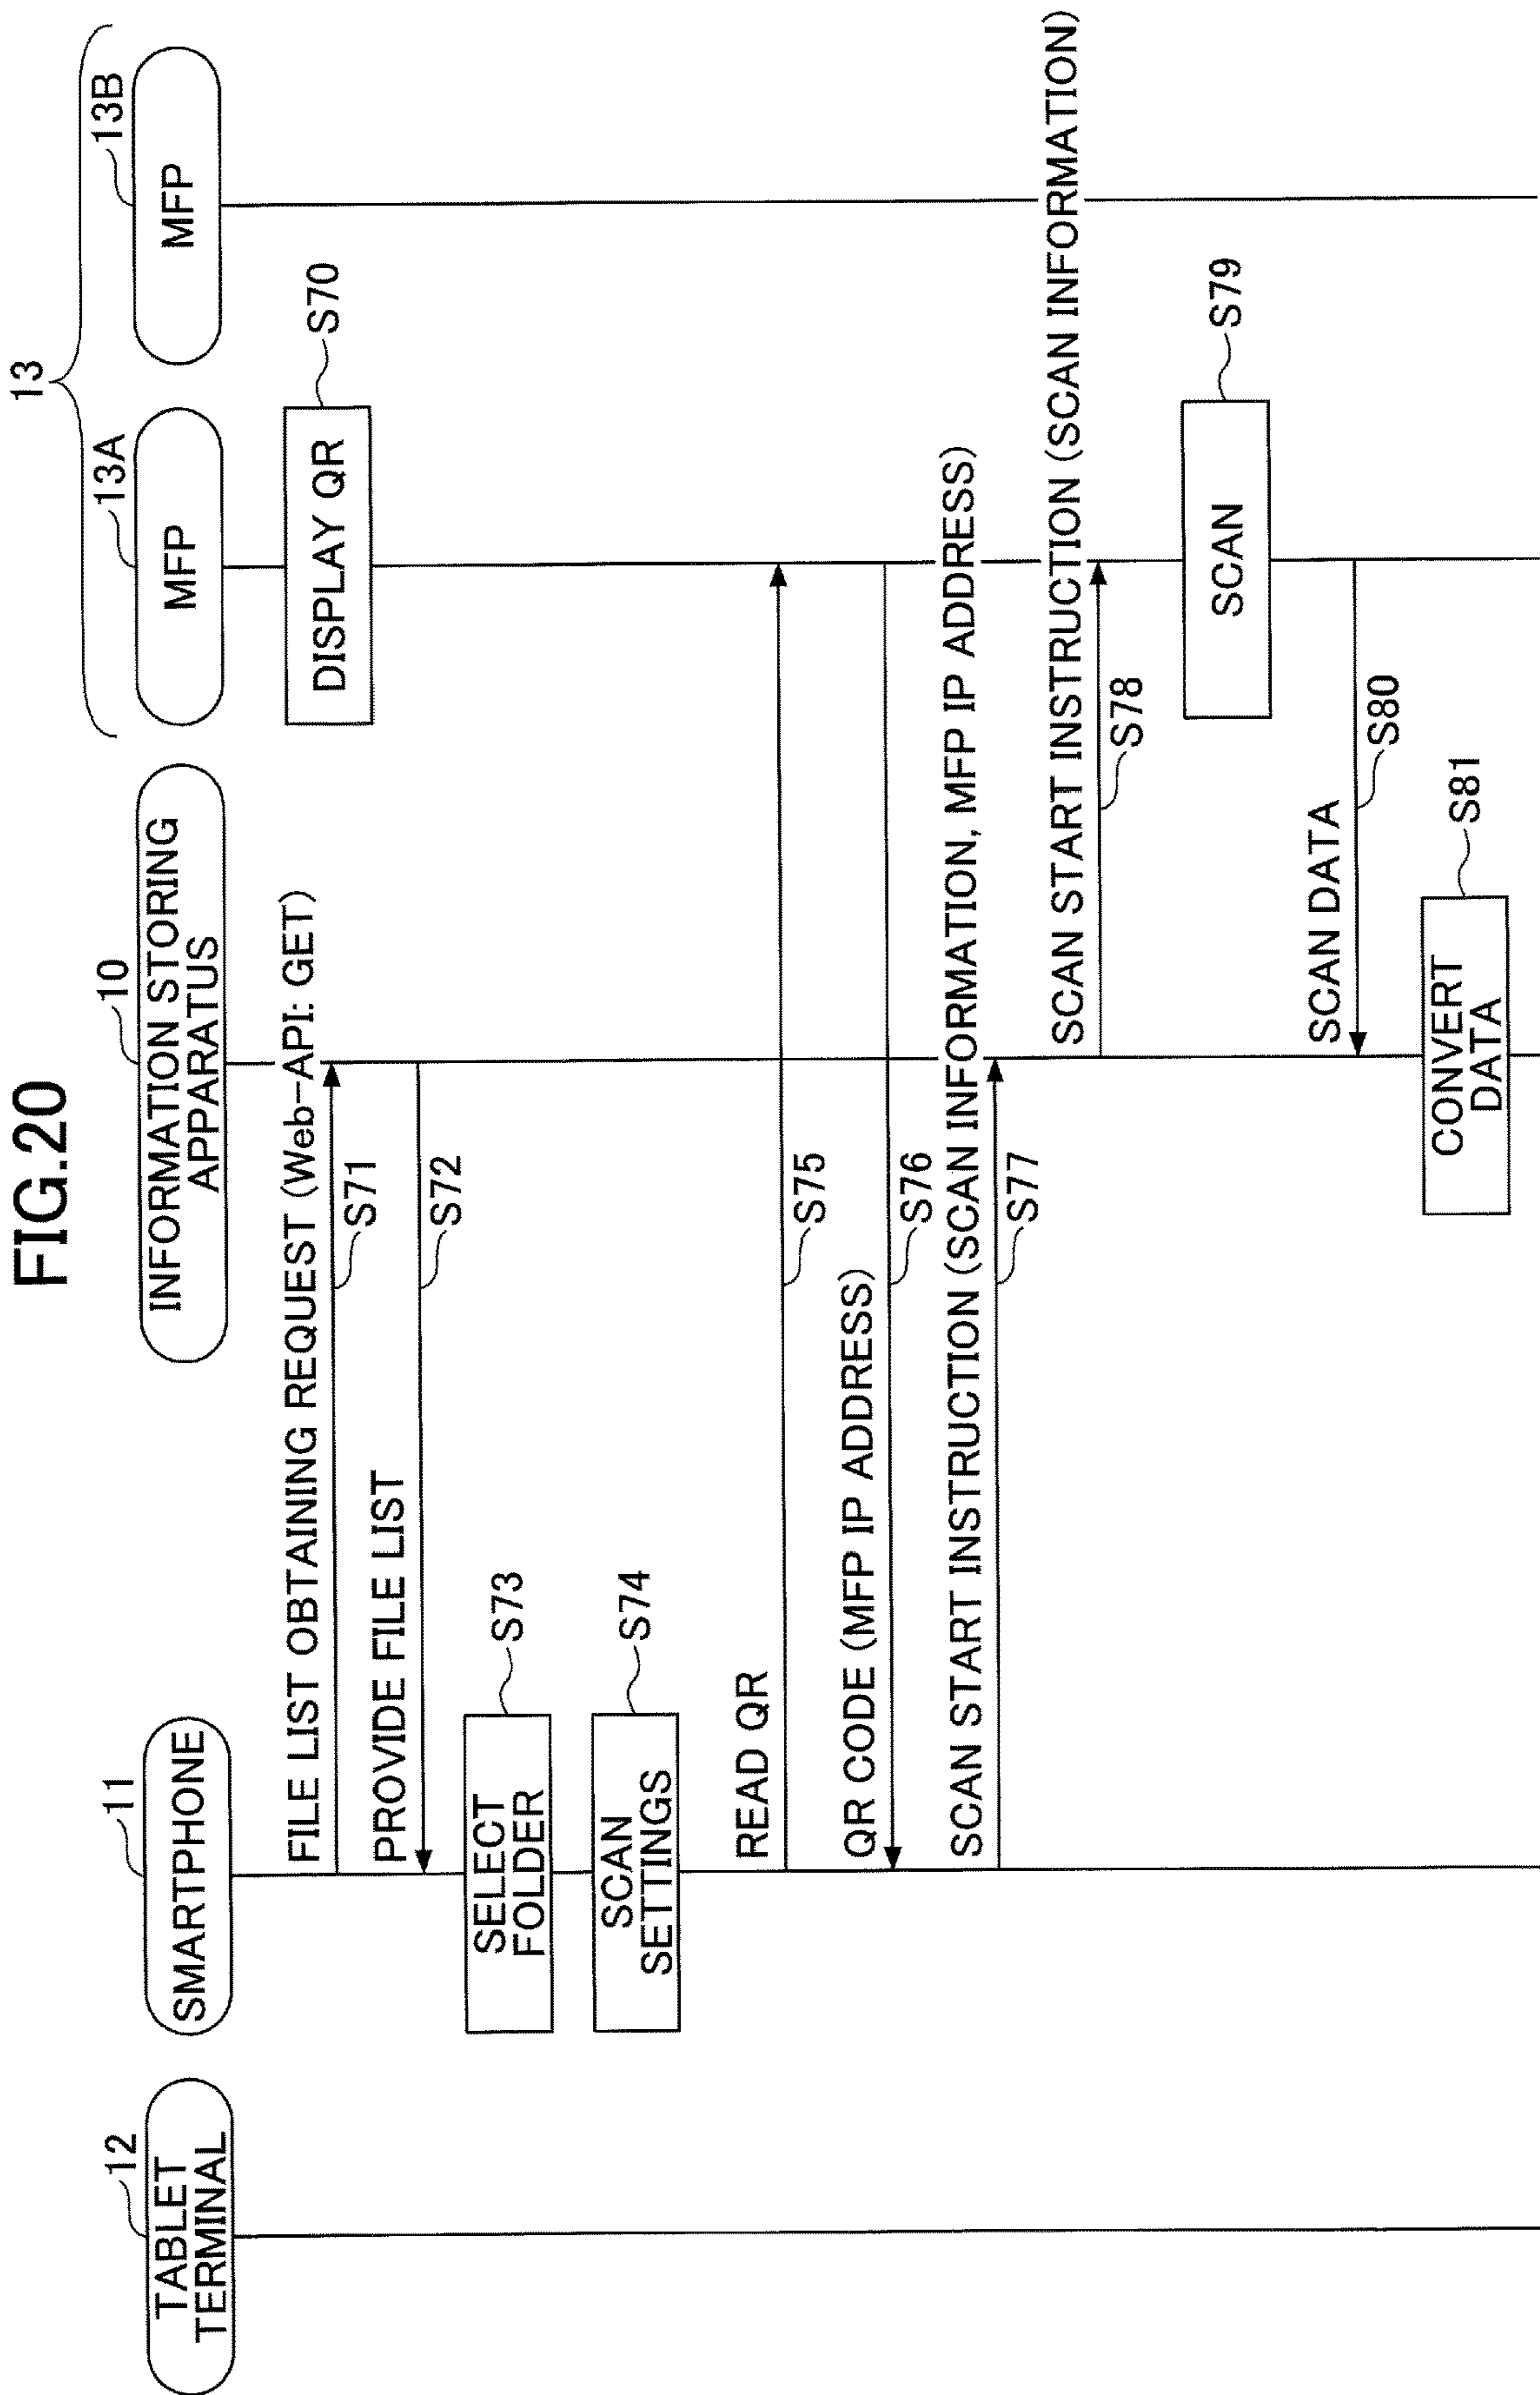 FIG.20
12
TABLET
TERMINAL
11
SMARTPHONE
10
INFORMATION STORING
APPARATUS
13
13A
MFP
13B
MFP
DISPLAY QR
S70
FILE LIST OBTAINING REQUEST (Web-API: GET)
S71
PROVIDE FILE LIST
S72
SELECT
FOLDER
S73
SCAN
SETTINGS
S74
READ QR
S75
QR CODE (MFP IP ADDRESS)
S76
SCAN START INSTRUCTION (SCAN INFORMATION, MFP IP ADDRESS)
S77
SCAN START INSTRUCTION (SCAN INFORMATION)
S78
SCAN
S79
SCAN DATA
S80
CONVERT
DATA
S81